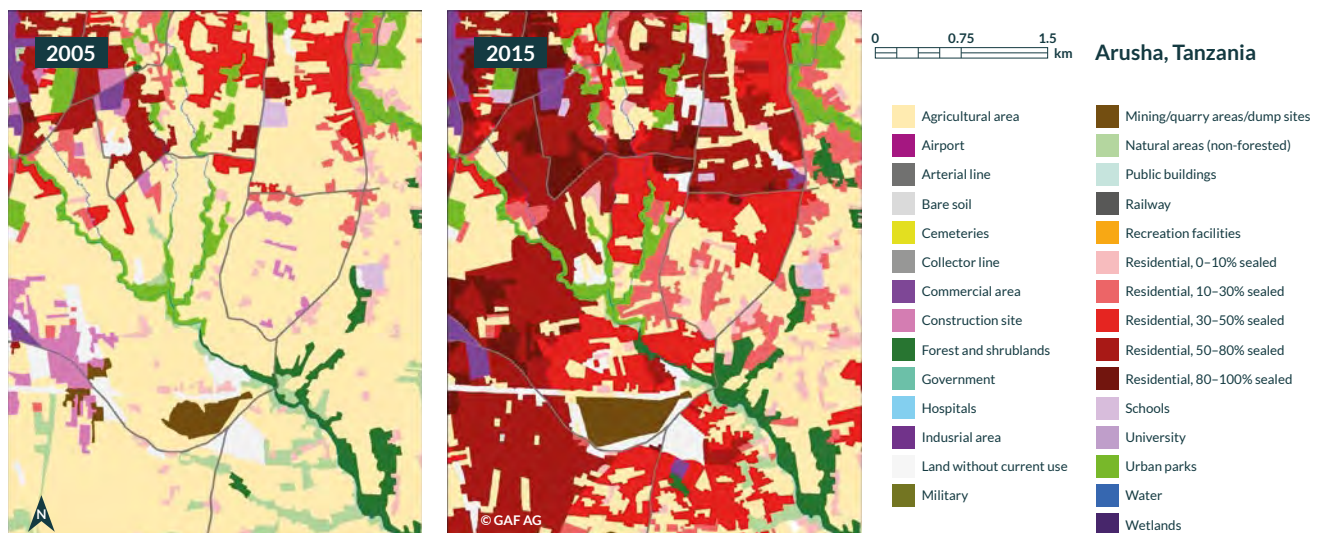 2005
2015
0 0.75 1.5
km
Arusha, Tanzania
Agricultural area
Airport
Arterial line
Bare soil
Cemeteries
Collector line
Commercial area
Construction site
Forest and shrublands
Government
Hospitals
Indusrial area
Land without current use
Military
Mining/quarry areas/dump sites
Natural areas (non-forested)
Public buildings
Railway
Recreation facilities
Residential, 0–10% sealed
Residential, 10–30% sealed
Residential, 30–50% sealed
Residential, 50–80% sealed
Residential, 80–100% sealed
Schools
University
Urban parks
Water
Wetlands
N
© GAF AG